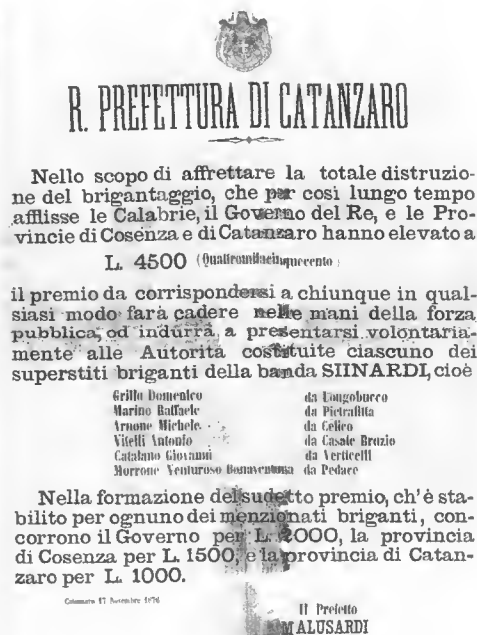 R. PREFETTURA DI CATANZARO
Nello scopo di affrettare la totale distruzio-
ne del brigantaggio, che per così lungo tempo
afflisse le Calabrie, il Governo del Re, e le Pro-
vincie di Cosenza e di Catanzaro hanno elevato a
L. 4500 (Quattromilacinquecento)
il premio da corrispondersi a chiunque in qual-
siasi modo farà cadere nelle mani della forza
pubblica, od indurrà a presentarsi volontaria-
mente alle Autorità costituite ciascuno dei
superstiti briganti della banda SIINARDI, cioè
Grillo Domenico da Longobucco
Marino Raffaele da Pietrafitta
Arnone Michele da Celico
Vitelli Antonio da Casale Bruzio
Catalano Giovanni da Verticelli
Morrone Venturoso Bonaventura da Pedace
Nella formazione del sudetto premio, ch'è sta-
bilito per ognuno dei menzionati briganti, con-
corrono il Governo per L. 2000, la provincia
di Cosenza per L. 1500, e la provincia di Catan-
zaro per L. 1000.
Catanzaro 17 Novembre 1876
Il Prefetto
MALUSARDI